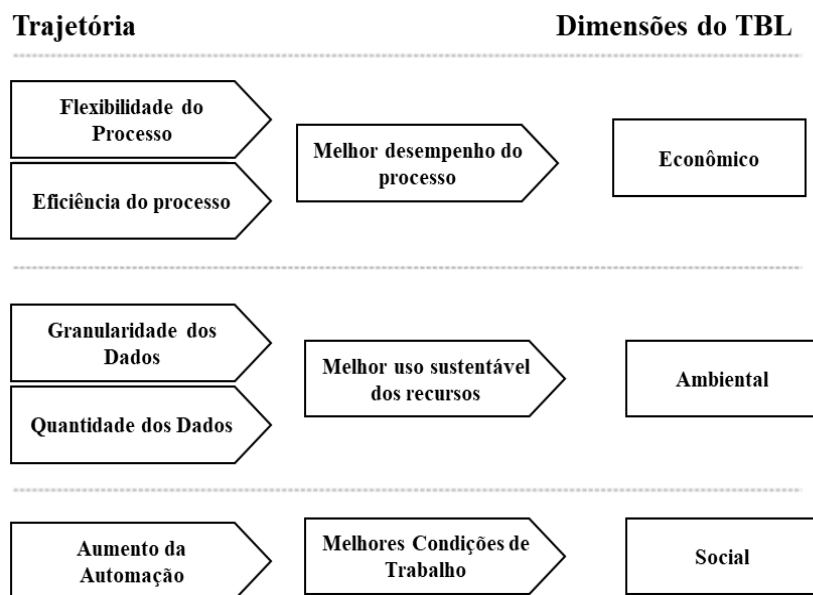 Trajetória
Dimensões do TBL
Flexibilidade do
Processo
Eficiência do processo
Melhor desempenho do
processo
Econômico
Granularidade dos
Dados
Quantidade dos Dados
Melhor uso sustentável
dos recursos
Ambiental
Aumento da
Automação
Melhores Condições de
Trabalho
Social